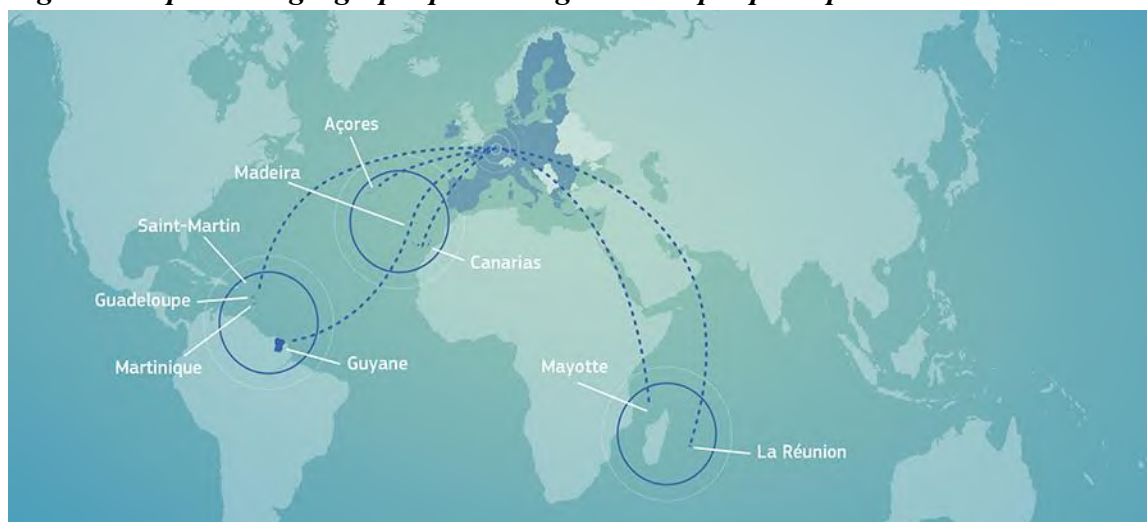 Açores
Madeira
Saint-Martin
Canarias
Guadeloupe
Martinique
Guyane
Mayotte
La Réunion